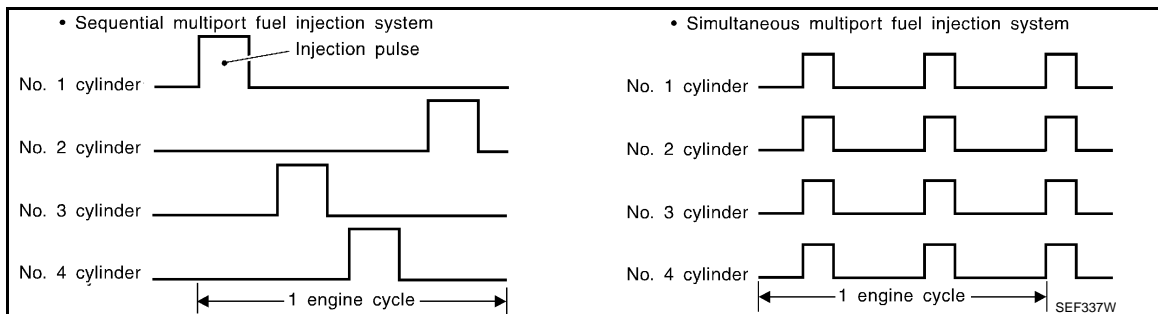 • Sequential multiport fuel injection system
Injection pulse
No. 1 cylinder
No. 2 cylinder
No. 3 cylinder
No. 4 cylinder
1 engine cycle
• Simultaneous multiport fuel injection system
No. 1 cylinder
No. 2 cylinder
No. 3 cylinder
No. 4 cylinder
1 engine cycle
SEF337W